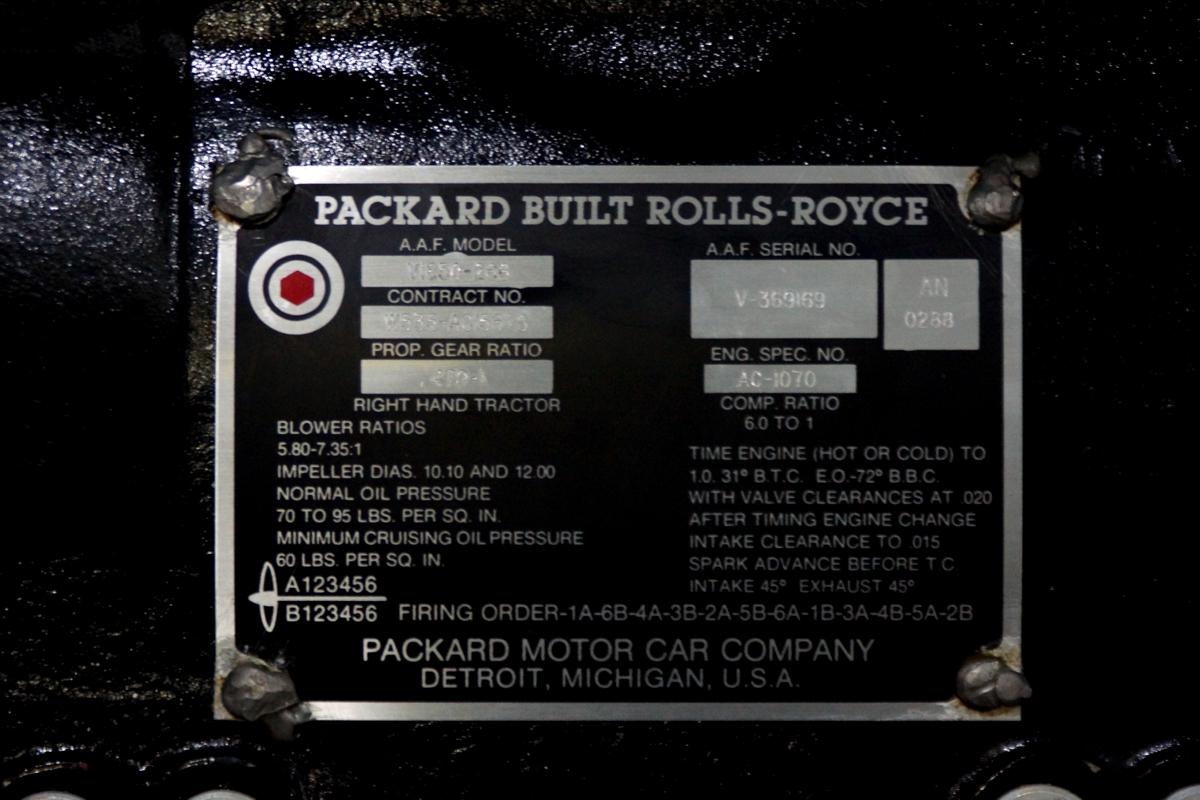 PACKARD BUILT ROLLS-ROYCE
A.A.F. MODEL
CONTRACT NO.
PROP. GEAR RATIO
RIGHT HAND TRACTOR
A.A.F. SERIAL NO.
V-369169
AN
0288
ENG. SPEC. NO.
AC-1070
COMP. RATIO
6.0 TO 1
BLOWER RATIOS
5.80-7.35:1
IMPELLER DIAS. 10.10 AND 12.00
NORMAL OIL PRESSURE
70 TO 95 LBS. PER SQ. IN.
MINIMUM CRUISING OIL PRESSURE
60 LBS. PER SQ. IN.
A123456
B123456
TIME ENGINE (HOT OR COLD) TO
1.0. 31° B.T.C. E.O.-72° B.B.C.
WITH VALVE CLEARANCES AT .020
AFTER TIMING ENGINE CHANGE
INTAKE CLEARANCE TO .015
SPARK ADVANCE BEFORE T.C.
INTAKE 45° EXHAUST 45°
FIRING ORDER-1A-6B-4A-3B-2A-5B-6A-1B-3A-4B-5A-2B
PACKARD MOTOR CAR COMPANY
DETROIT, MICHIGAN, U.S.A.